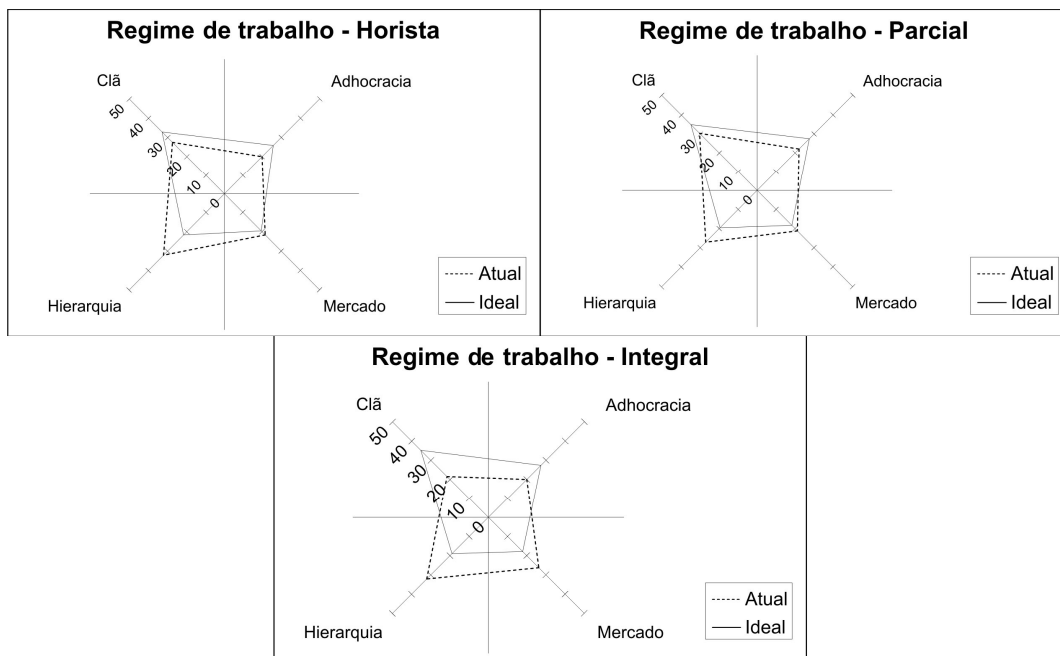 Regime de trabalho - Horista
Clã
Adhocracia
50
40
30
20
10
0
Hierarquia
Mercado
Atual
Ideal
Regime de trabalho - Parcial
Clã
Adhocracia
50
40
30
20
10
0
Hierarquia
Mercado
Atual
Ideal
Regime de trabalho - Integral
Clã
Adhocracia
50
40
30
20
10
0
Hierarquia
Mercado
Atual
Ideal